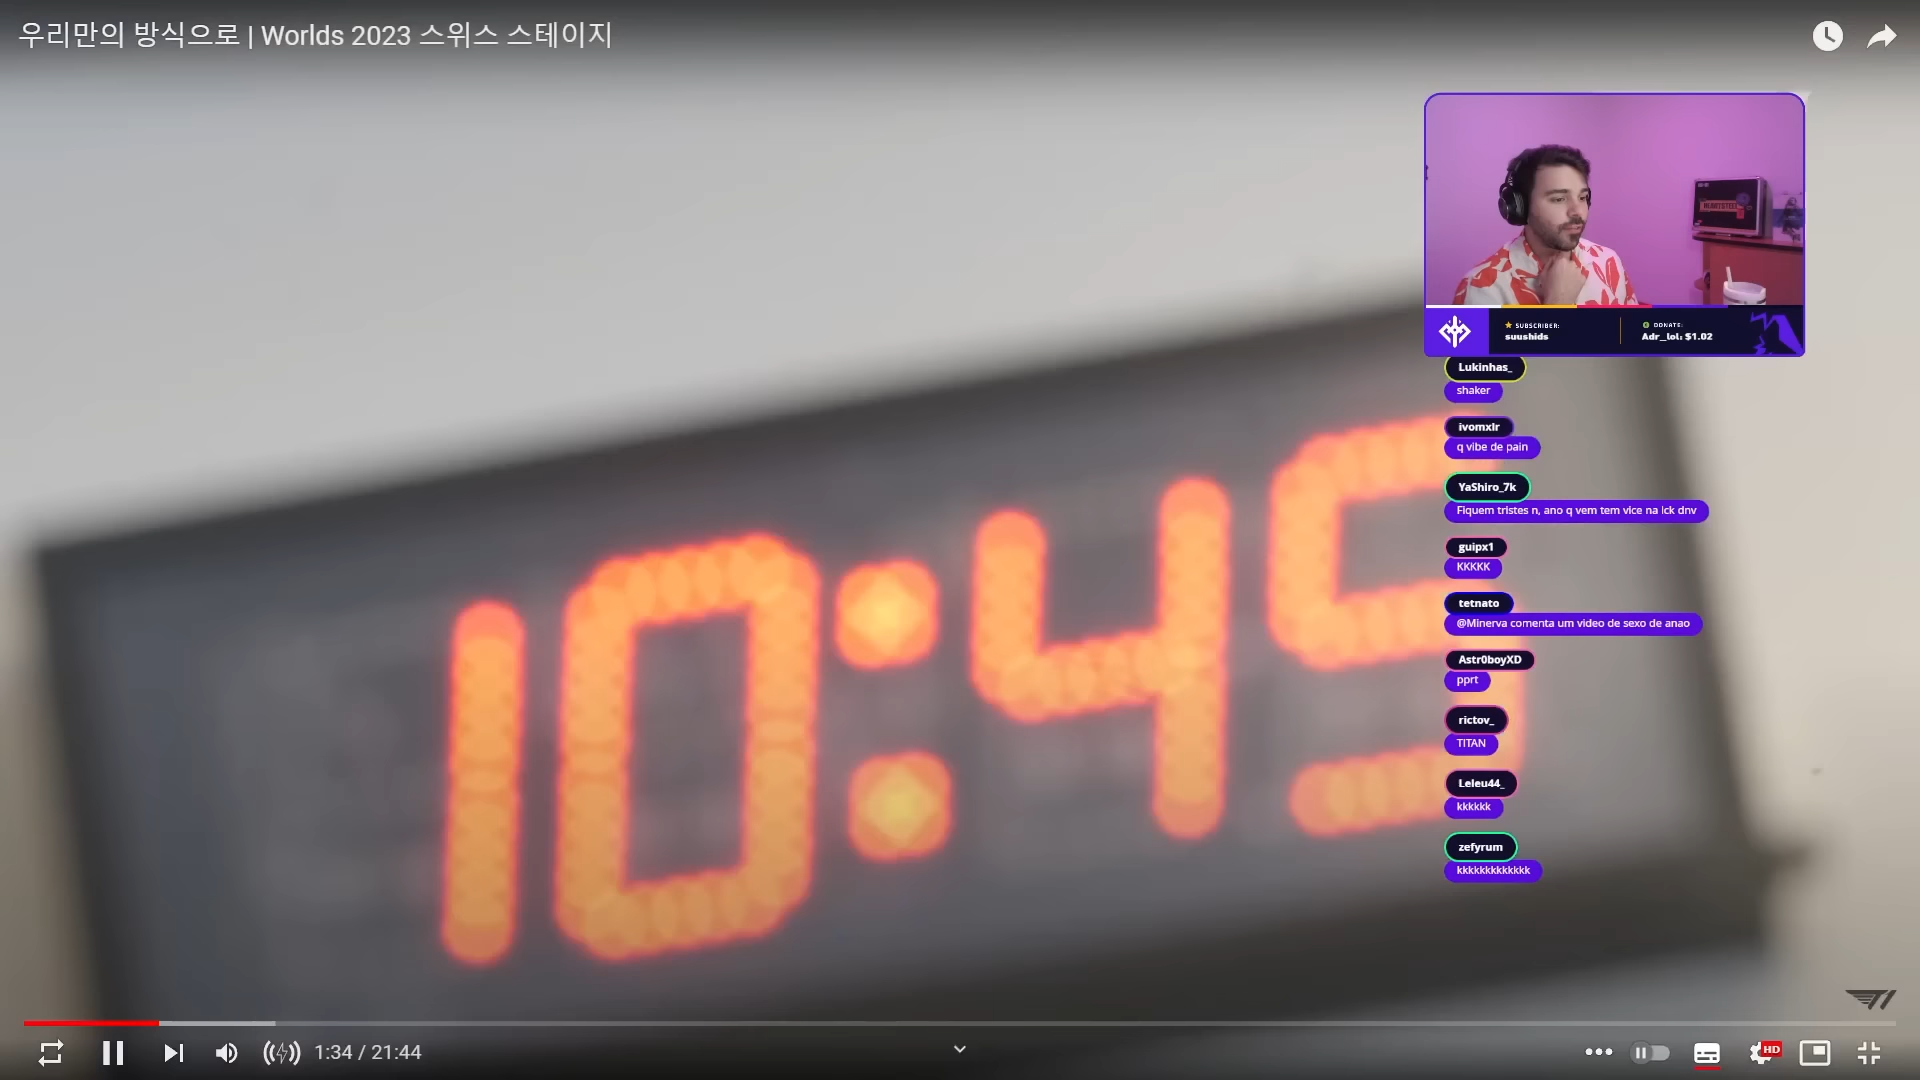 우리만의 방식으로 | Worlds 2023 스위스 스테이지
SUBSCRIBER:
suushids
DONATE:
Adr_lol: $1.02
Lukinhas_
shaker
ivomxlr
q vibe de pain
YaShiro_7k
Fiquem tristes n, ano q vem tem vice na lck dnv
guipx1
KKKKK
tetnato
@Minerva comenta um video de sexo de anao
Astr0boyXD
pprt
rictov_
TITAN
Leleu44_
kkkkkk
zefyrum
kkkkkkkkkkkkk
10:45
T1
1:34 / 21:44
HD